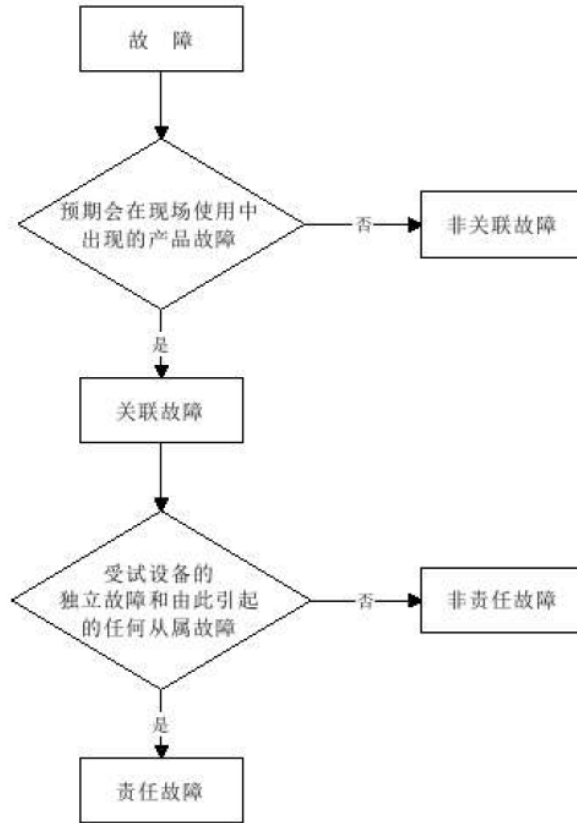 故 障
预期会在现场使用中
出现的产品故障
否
非关联故障
是
关联故障
受试设备的
独立故障和由此引起
的任何从属故障
否
非责任故障
是
责任故障